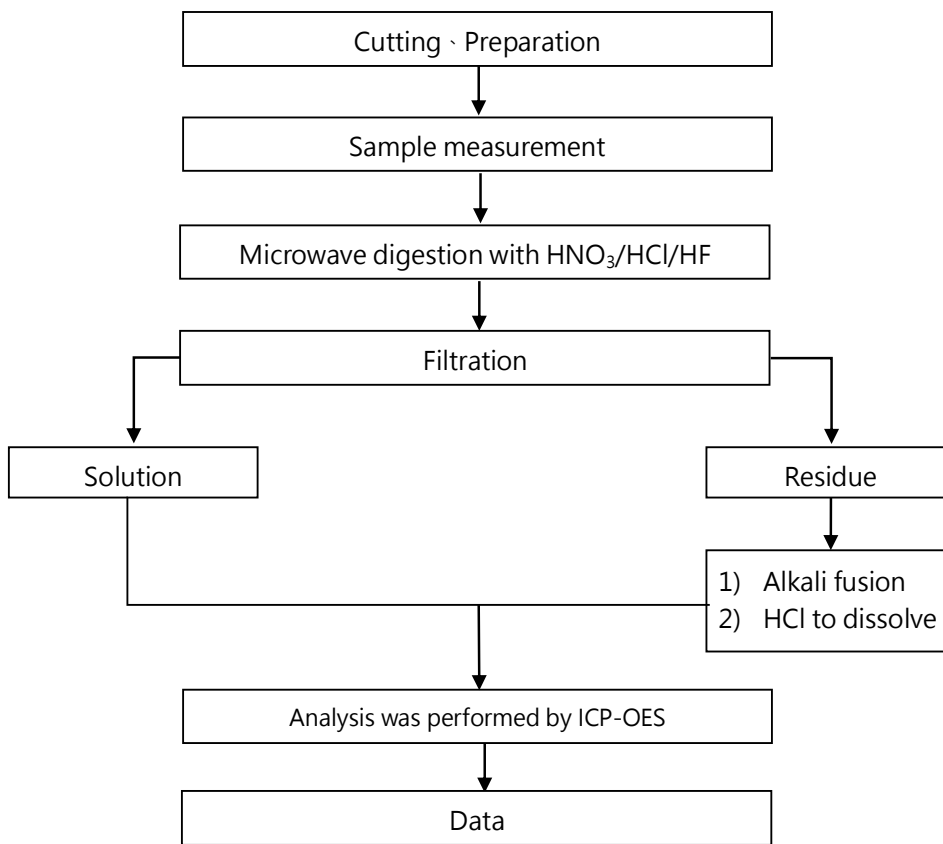 Cutting、Preparation
Sample measurement
Microwave digestion with HNO₃/HCl/HF
Filtration
Solution
Residue
1) Alkali fusion
2) HCl to dissolve
Analysis was performed by ICP-OES
Data